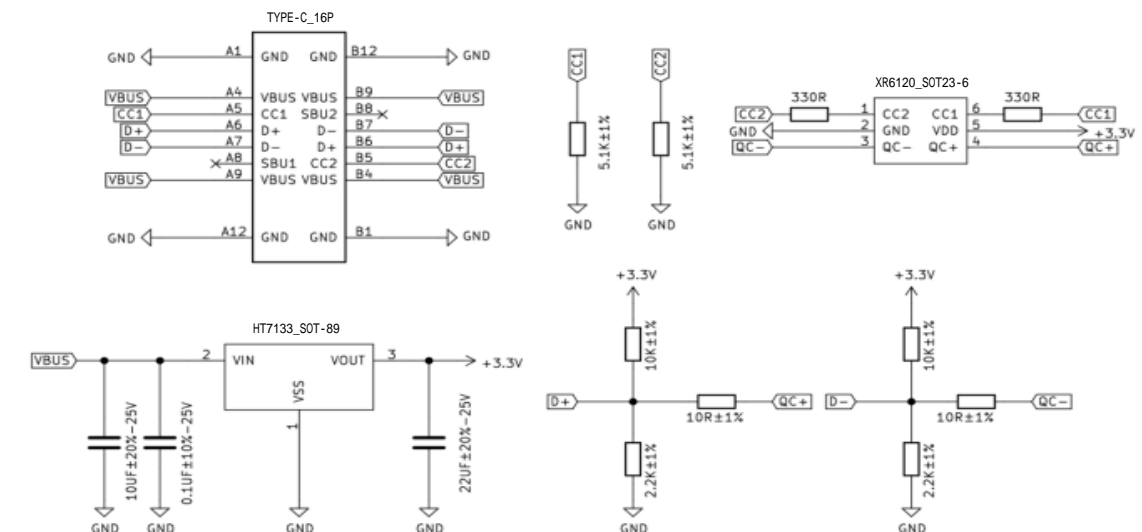 TYPE-C_16P
GND A1 GND GND B12 GND
VBUS A4 VBUS VBUS B9 VBUS
CC1 A5 CC1 SBU2 B8
D+ A6 D+ D- B7 D-
D- A7 D- D+ B6 D+
A8 SBU1 CC2 B5 CC2
VBUS A9 VBUS VBUS B4 VBUS
GND A12 GND GND B1 GND
CC1
5.1K±1%
GND
CC2
5.1K±1%
GND
XR6120_SOT23-6
330R 330R
CC2 1 CC2 CC1 6 CC1
GND 2 GND VDD 5 +3.3V
QC- 3 QC- QC+ 4 QC+
HT7133_SOT-89
VBUS 2 VIN VOUT 3 +3.3V
VSS
1
10UF±20%-25V
0.1UF±10%-25V
22UF±20%-25V
GND GND GND GND
+3.3V
10K±1%
D+ 10R±1% QC+
2.2K±1%
GND
+3.3V
10K±1%
D- 10R±1% QC-
2.2K±1%
GND